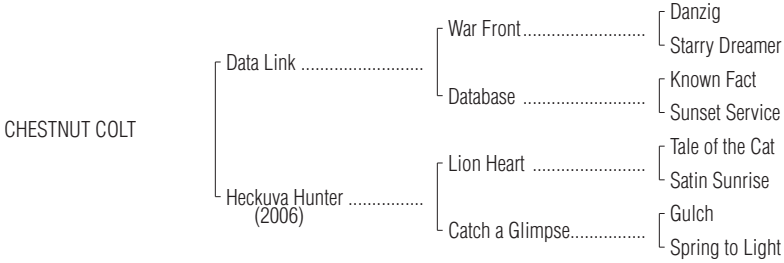 Danzig
War Front.........................
Starry Dreamer
Data Link .........................
Known Fact
Database .........................
Sunset Service
CHESTNUT COLT
Tale of the Cat
Lion Heart .......................
Satin Sunrise
Heckuva Hunter ................
(2006)
Gulch
Catch a Glimpse................
Spring to Light